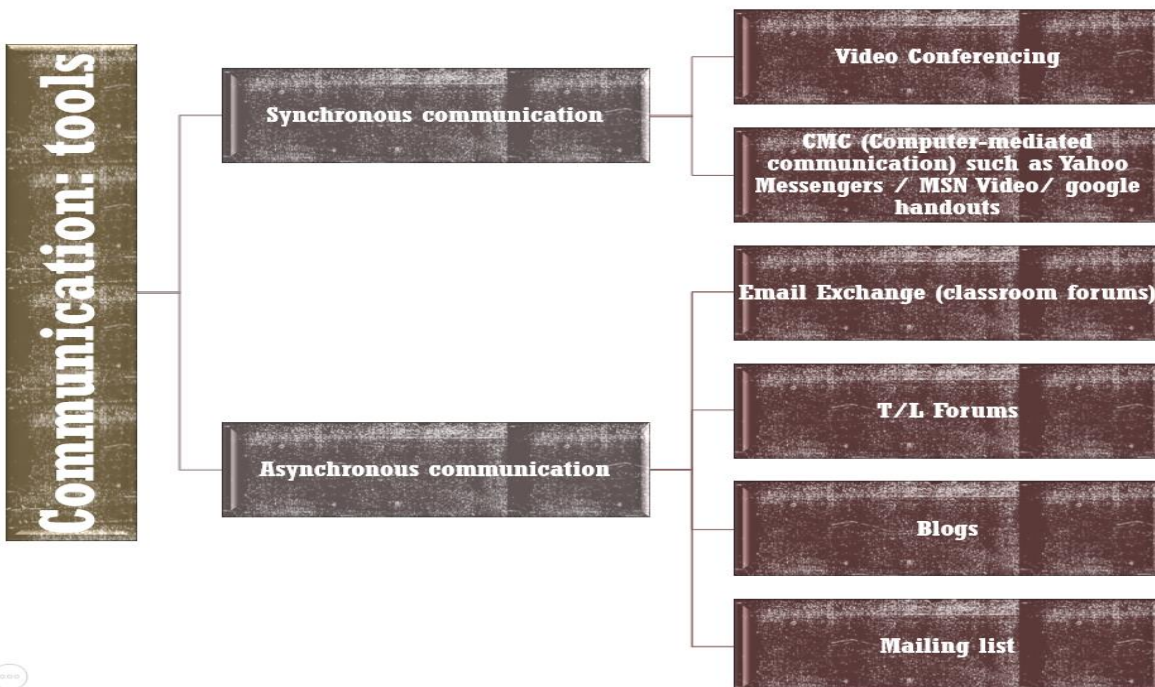 Communication: tools
Synchronous communication
Video Conferencing
CMC (Computer-mediated
communication) such as Yahoo
Messengers / MSN Video/ google
handouts
Asynchronous communication
Email Exchange (classroom forums)
T/L Forums
Blogs
Mailing list